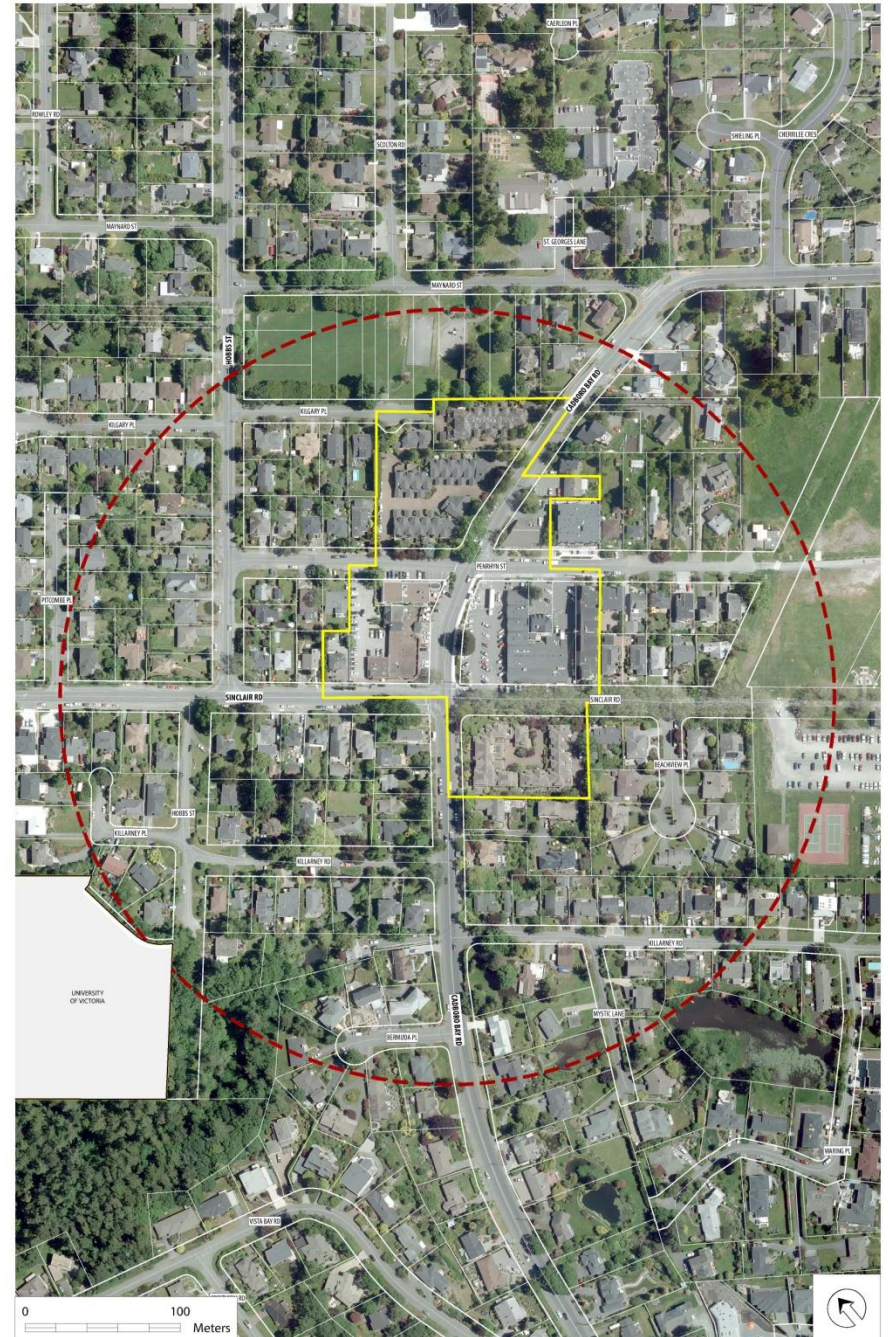 CAERLEON PL
ROWLEY RD
SHIELING PL
CHERRILEE CRES
SCOLTON RD
MAYNARD ST
ST. GEORGES LANE
MAYNARD ST
HOBBS ST
CADBORO BAY RD
KILGARY PL
KILGARY PL
PENRHYN ST
PITCOMBE PL
SINCLAIR RD
SINCLAIR RD
BEACHVIEW PL
HOBBS ST
KILLARNEY PL
KILLARNEY RD
KILLARNEY RD
UNIVERSITY
OF VICTORIA
CADBORO BAY RD
MYSTIC LANE
BERMUDA PL
WARING PL
VISTA BAY RD
0 100
Meters